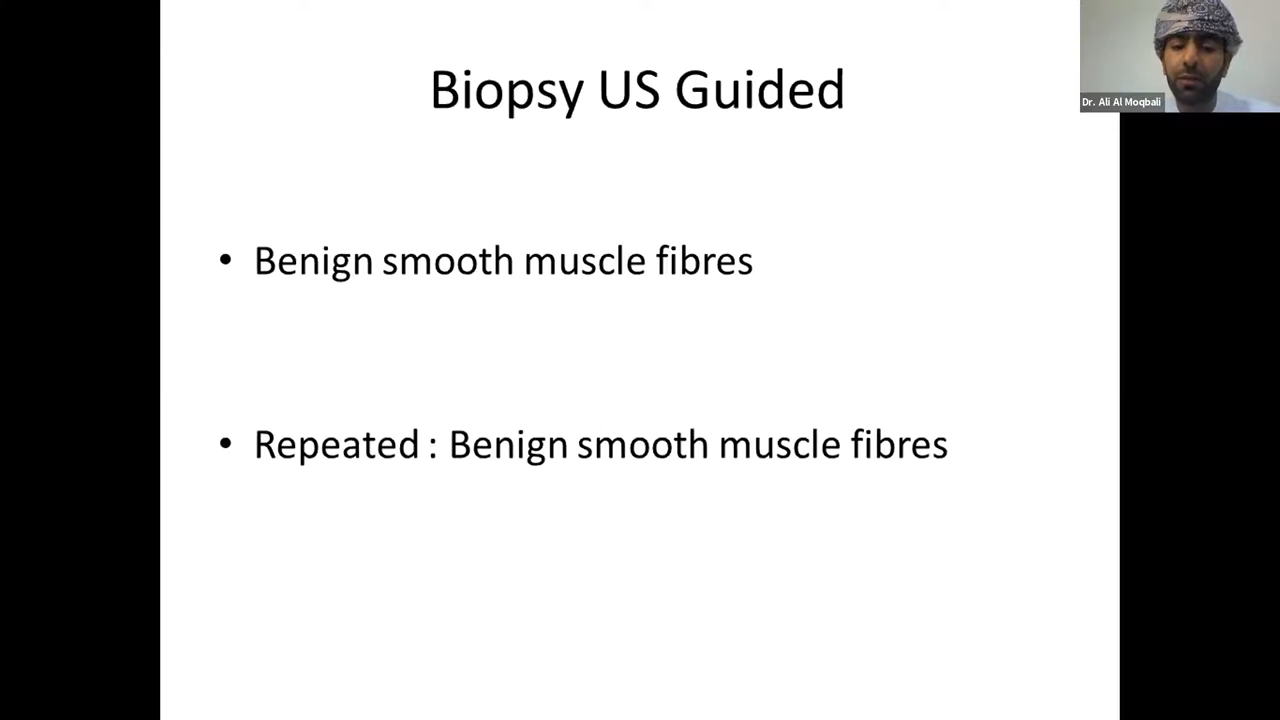 Biopsy US Guided
Dr. Ali Al Moqbali
• Benign smooth muscle fibres
• Repeated : Benign smooth muscle fibres